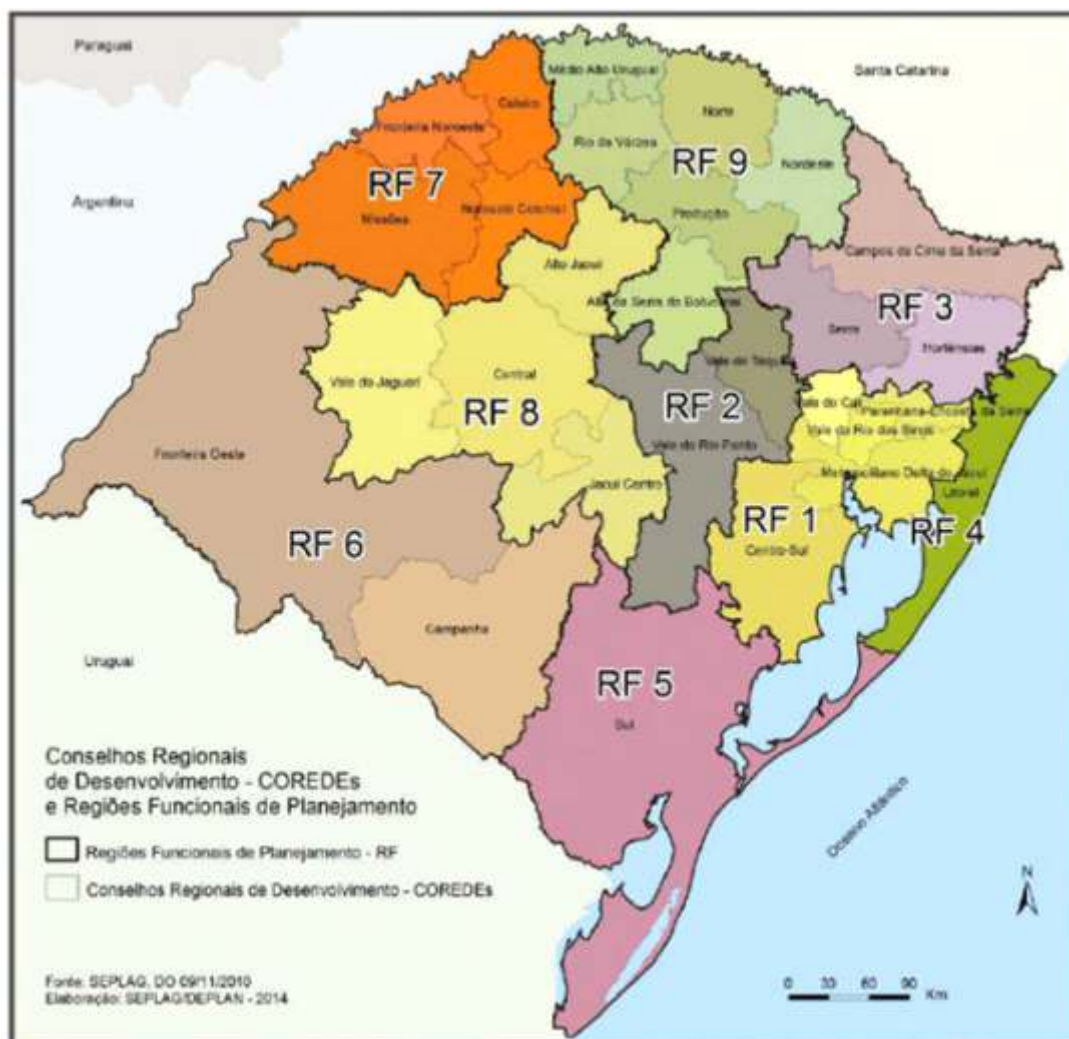 Paraguai
Santa Catarina
Argentina
Uruguai
Médio Alto Uruguai
Norte
Nordeste
Rio da Várzea
RF 9
Produção
Celeiro
Fronteira Noroeste
RF 7
Missões
Noroeste Colonial
Alto Jacuí
Alto da Serra do Botucaraí
Campos de Cima da Serra
RF 3
Serra
Hortênsias
Vale do Jaguari
Central
RF 8
Jacuí Centro
RF 2
Vale do Rio Pardo
Paranhana-Encosta da Serra
Vale do Rio dos Sinos
Metropolitano Delta do Jacuí
Litoral
RF 1
Centro-Sul
RF 4
Fronteira Oeste
RF 6
Campanha
RF 5
Sul
Oceano Atlântico
Conselhos Regionais
de Desenvolvimento - COREDEs
e Regiões Funcionais de Planejamento
Regiões Funcionais de Planejamento - RF
Conselhos Regionais de Desenvolvimento - COREDEs
Fonte: SEPLAG, DO 09/11/2010
Elaboração: SEPLAG/DEPLAN - 2014
N
0 30 60 90
Km